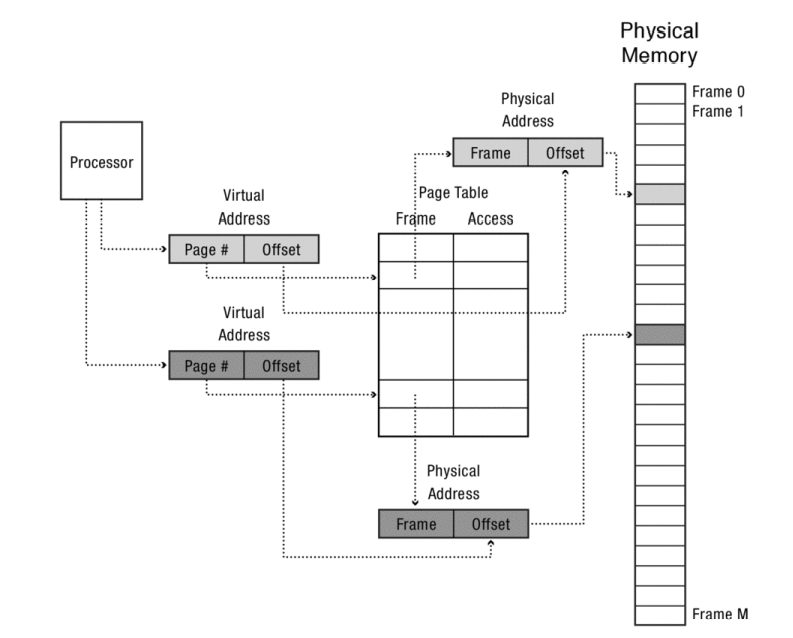 Physical
Memory
Frame 0
Frame 1
Physical
Address
Frame Offset
Processor
Page Table
Frame Access
Virtual
Address
Page # Offset
Virtual
Address
Page # Offset
Physical
Address
Frame Offset
Frame M